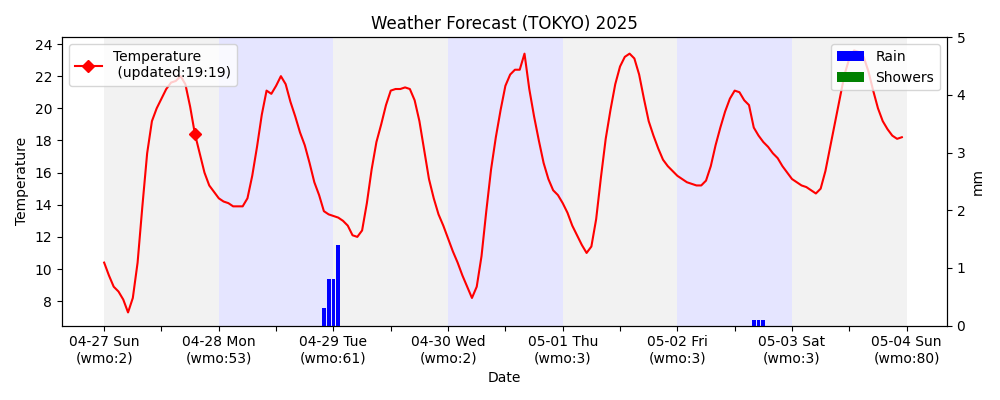 Weather Forecast (TOKYO) 2025
Temperature
(updated:19:19)
Rain
Showers
24
22
20
18
16
14
12
10
8
Temperature
5
4
3
2
1
0
mm
04-27 Sun
(wmo:2)
04-28 Mon
(wmo:53)
04-29 Tue
(wmo:61)
04-30 Wed
(wmo:2)
05-01 Thu
(wmo:3)
05-02 Fri
(wmo:3)
05-03 Sat
(wmo:3)
05-04 Sun
(wmo:80)
Date